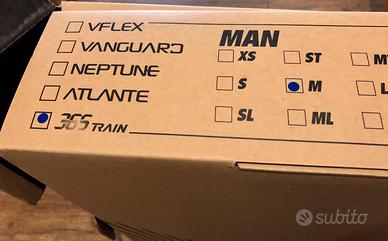 VFLEX
VANGUARD
NEPTUNE
ATLANTE
365 TRAIN
MAN
XS ST
S M L
SL ML
subito